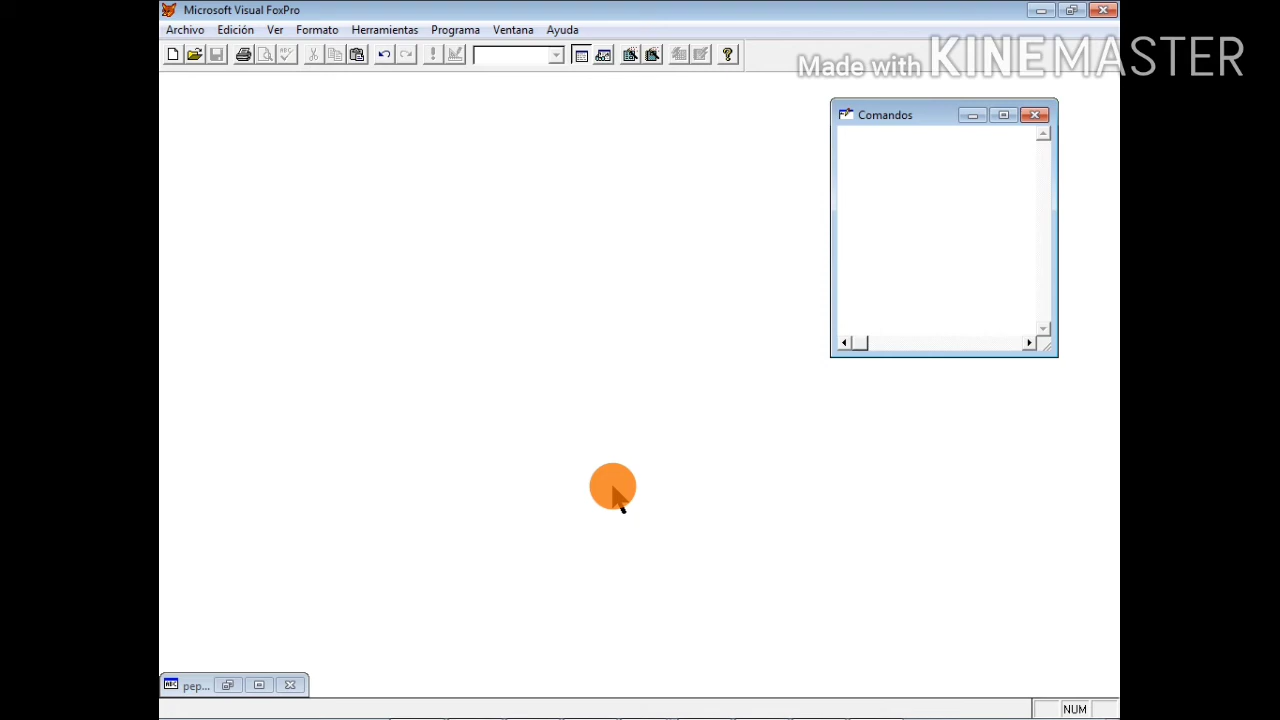 Microsoft Visual FoxPro
Archivo Edición Ver Formato Herramientas Programa Ventana Ayuda
Made with KINEMASTER
Comandos
pep...
NUM